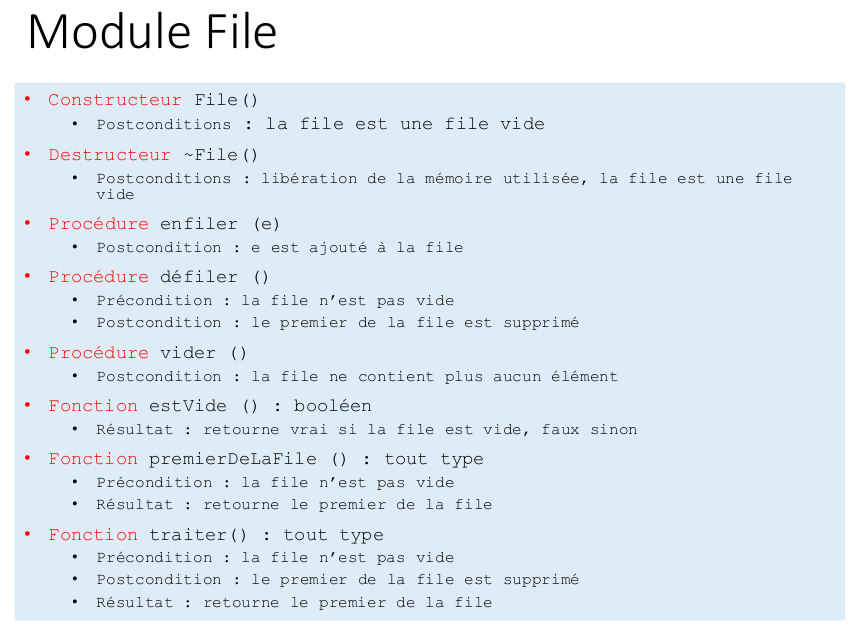 Module File
• Constructeur File()
• Postconditions : la file est une file vide
• Destructeur ~File()
• Postconditions : libération de la mémoire utilisée, la file est une file
vide
• Procédure enfiler (e)
• Postcondition : e est ajouté à la file
• Procédure défiler ()
• Précondition : la file n’est pas vide
• Postcondition : le premier de la file est supprimé
• Procédure vider ()
• Postcondition : la file ne contient plus aucun élément
• Fonction estVide () : booléen
• Résultat : retourne vrai si la file est vide, faux sinon
• Fonction premierDeLaFile () : tout type
• Précondition : la file n’est pas vide
• Résultat : retourne le premier de la file
• Fonction traiter() : tout type
• Précondition : la file n’est pas vide
• Postcondition : le premier de la file est supprimé
• Résultat : retourne le premier de la file